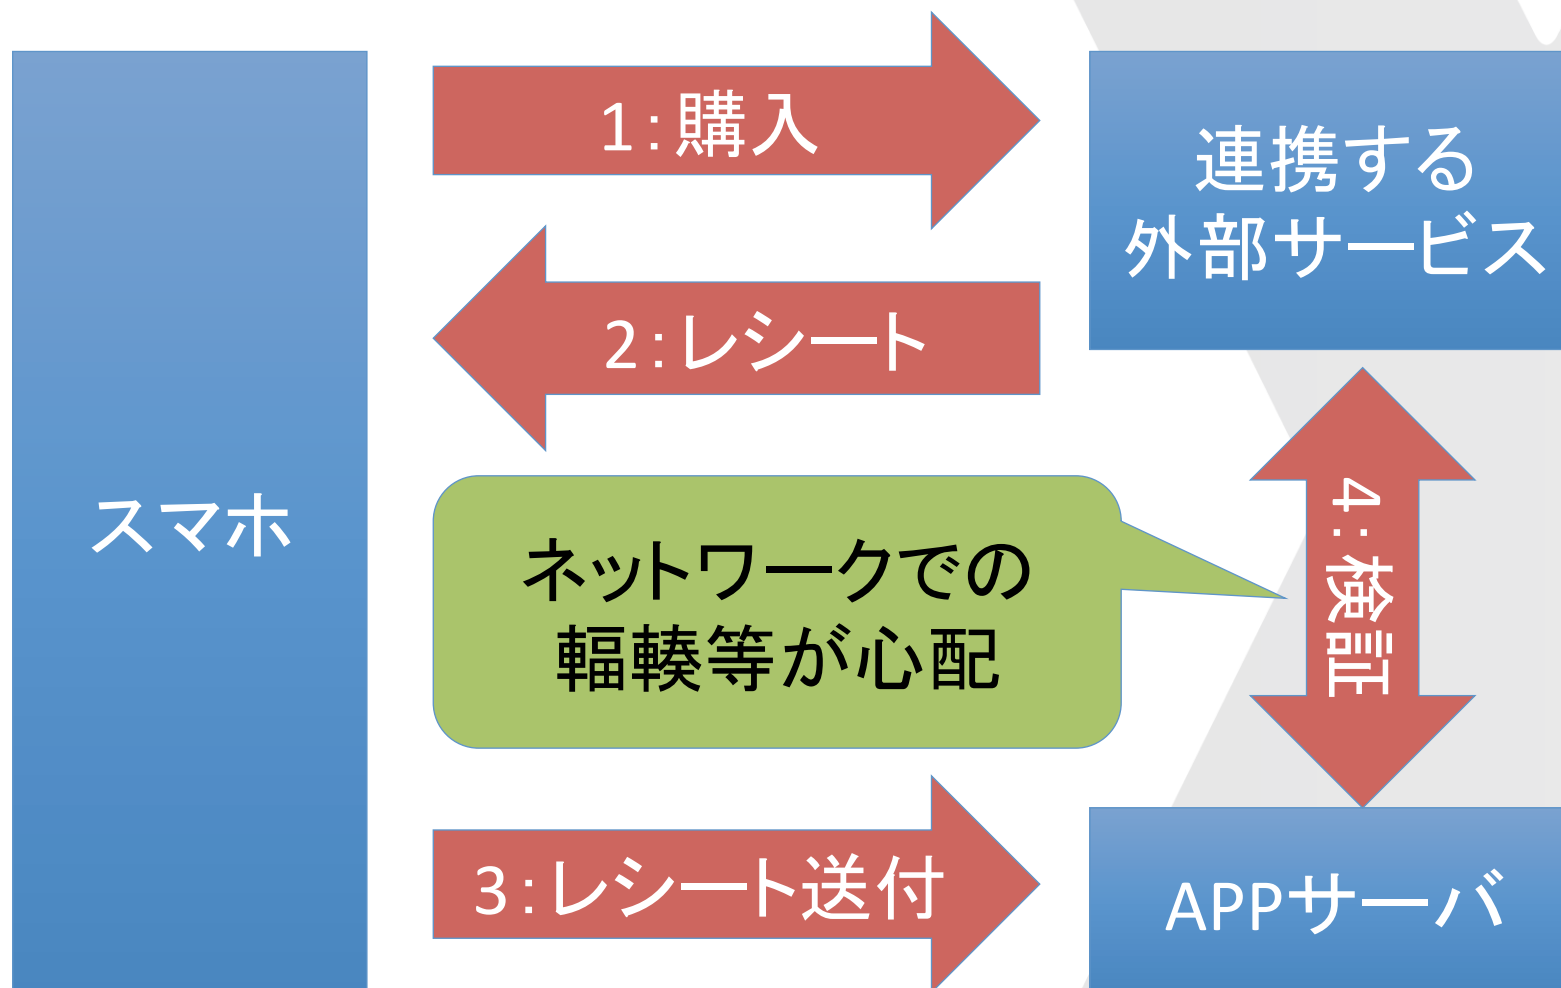 スマホ
1:購入
連携する
外部サービス
2:レシート
ネットワークでの
輻輳等が心配
4:検証
3:レシート送付
APPサーバ